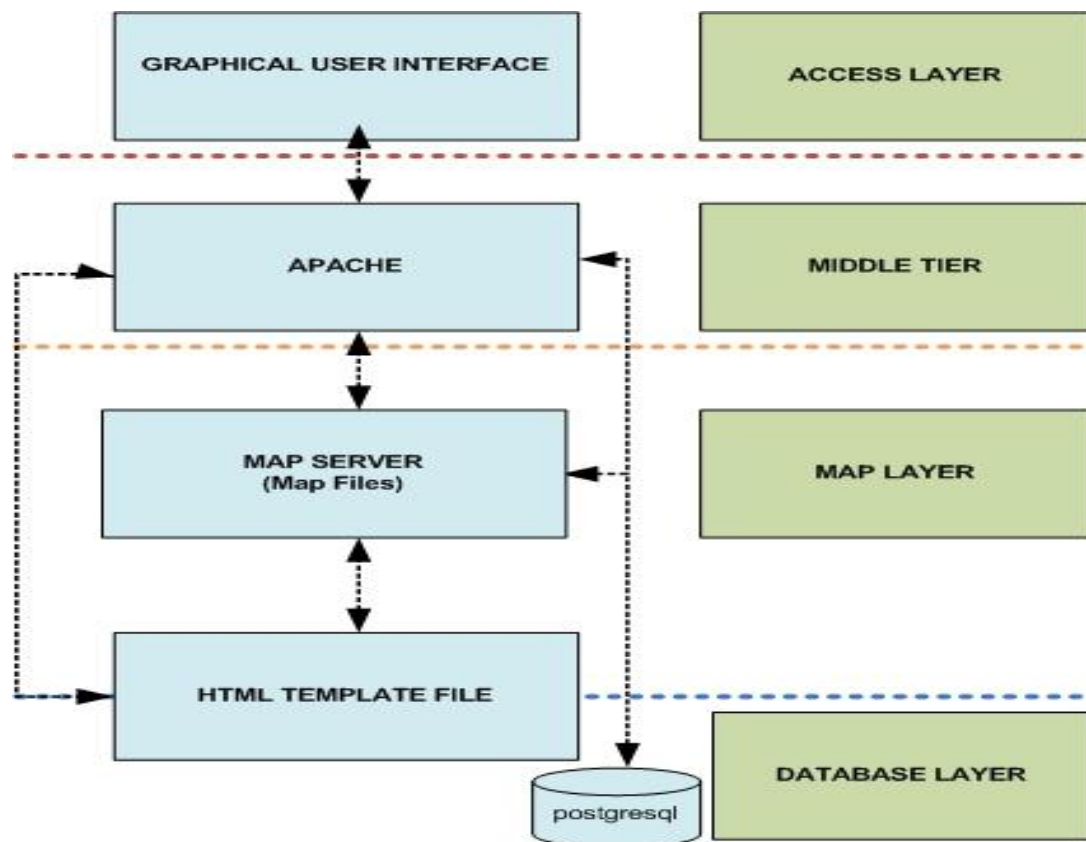 GRAPHICAL USER INTERFACE
ACCESS LAYER
APACHE
MIDDLE TIER
MAP SERVER
(Map Files)
MAP LAYER
HTML TEMPLATE FILE
DATABASE LAYER
postgresql